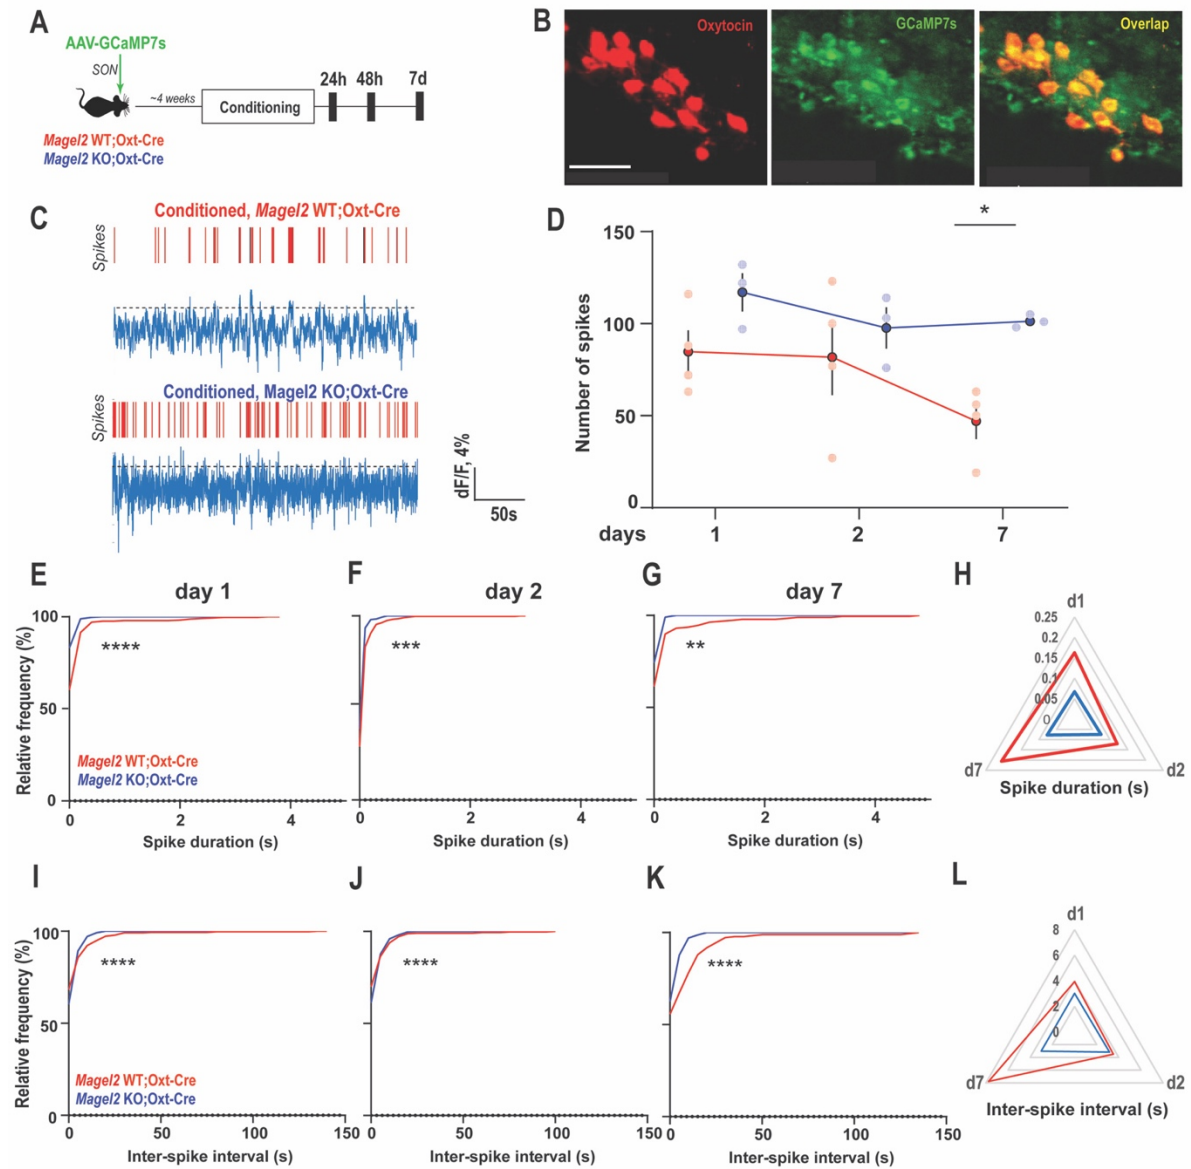 A
AAV-GCaMP7s
SON
~4 weeks
Conditioning
24h
48h
7d
Magel2 WT;Oxt-Cre
Magel2 KO;Oxt-Cre
B
Oxytocin
GCaMP7s
Overlap
C
Conditioned, Magel2 WT;Oxt-Cre
Spikes
Conditioned, Magel2 KO;Oxt-Cre
Spikes
dF/F, 4%
50s
D
*
150
100
50
0
Number of spikes
days
1
2
7
E
day 1
100
50
0
Relative frequency (%)
****
Magel2 WT;Oxt-Cre
Magel2 KO;Oxt-Cre
0
2
4
Spike duration (s)
F
day 2
***
0
2
4
Spike duration (s)
G
day 7
**
0
2
4
Spike duration (s)
H
d1
0.25
0.2
0.15
0.1
0.05
0
d7
d2
Spike duration (s)
I
100
50
0
Relative frequency (%)
****
Magel2 WT;Oxt-Cre
Magel2 KO;Oxt-Cre
0
50
100
150
Inter-spike interval (s)
J
****
0
50
100
150
Inter-spike interval (s)
K
****
0
50
100
150
Inter-spike interval (s)
L
d1
8
6
4
2
0
d7
d2
Inter-spike interval (s)